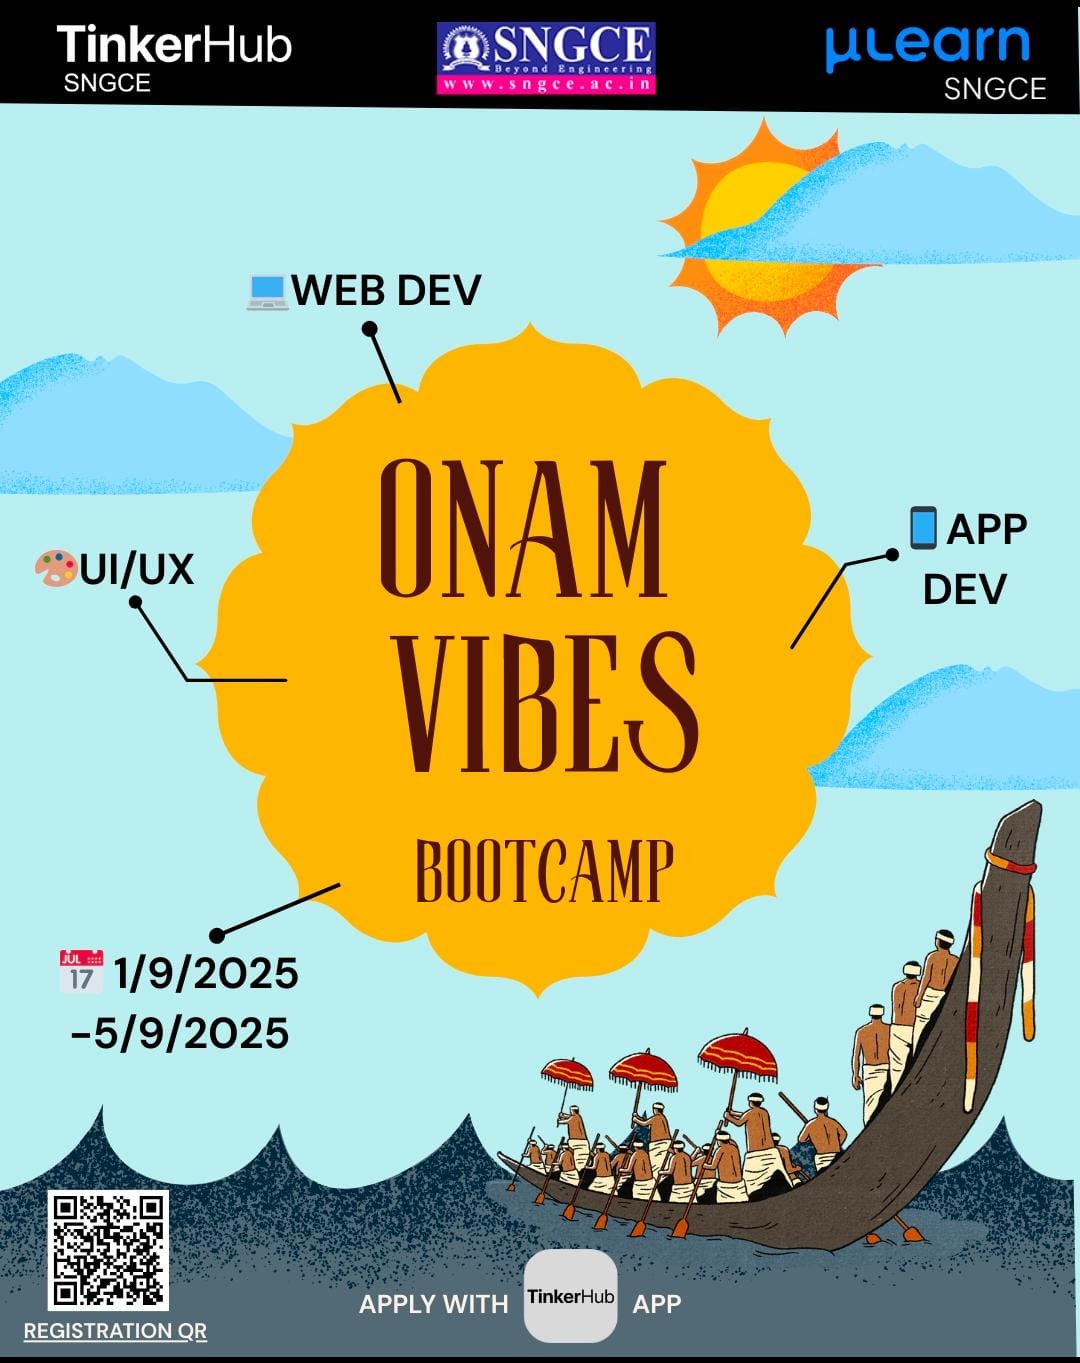 TinkerHub
SNGCE
SNGCE
Beyond Engineering
www.sngce.ac.in
µLearn
SNGCE
WEB DEV
ONAM
VIBES
BOOTCAMP
UI/UX
APP
DEV
JUL
17
1/9/2025
-5/9/2025
REGISTRATION QR
APPLY WITH TinkerHub APP